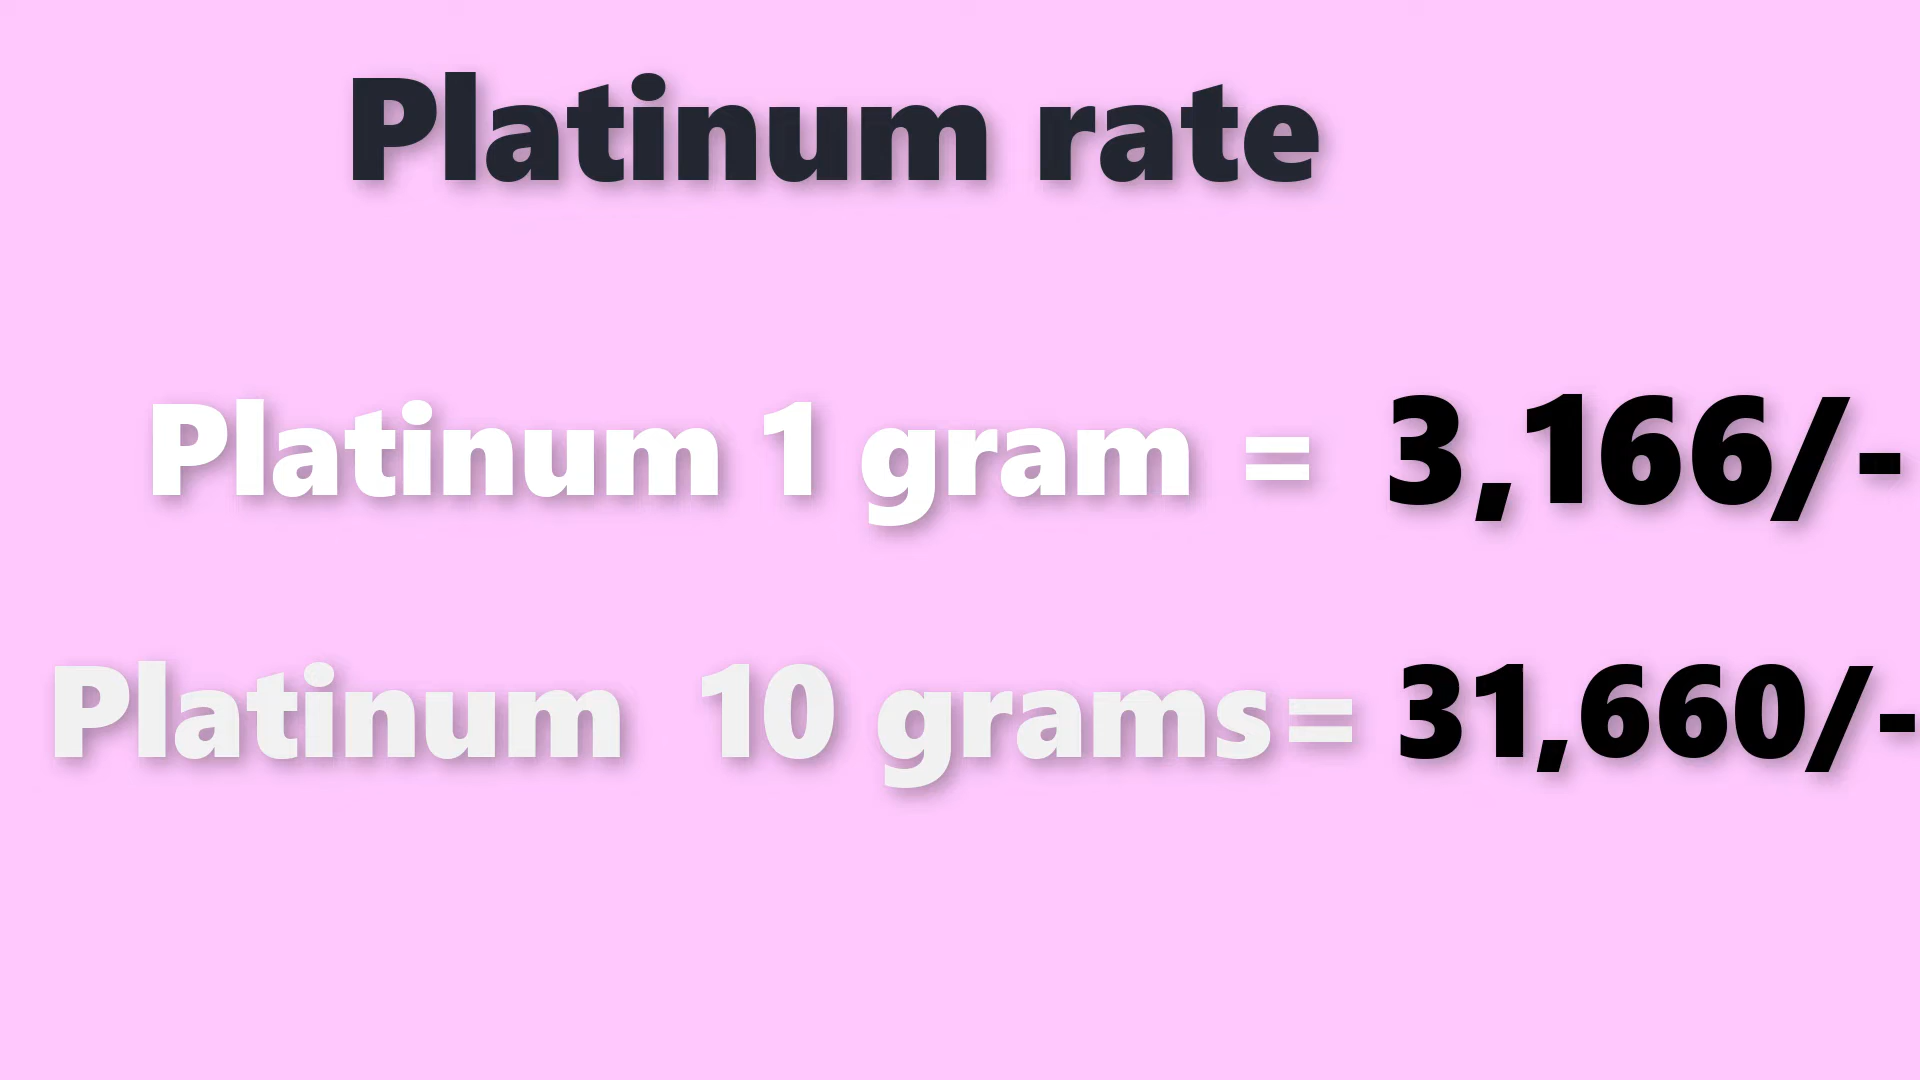 Platinum rate
Platinum 1 gram = 3,166/-
Platinum 10 grams= 31,660/-